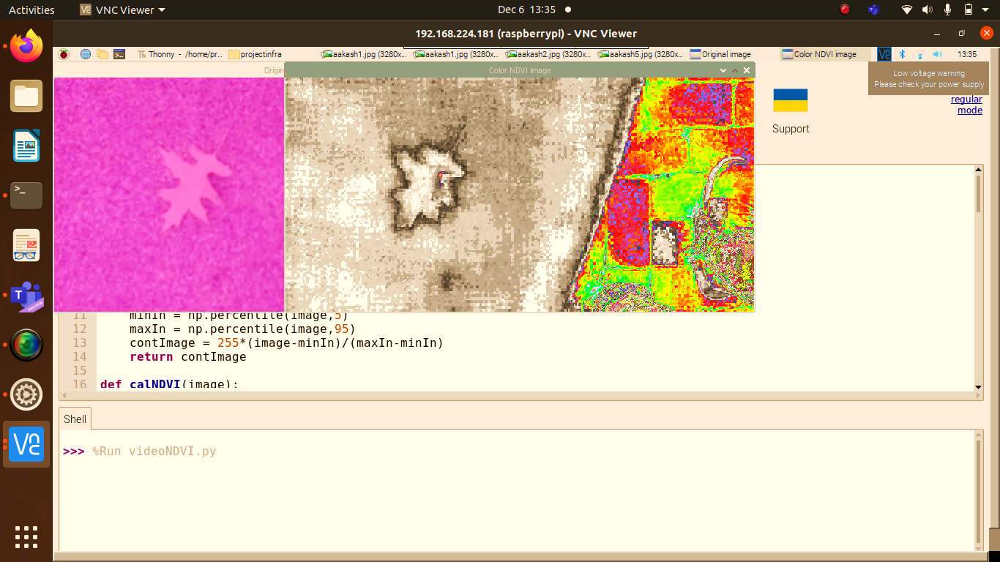 Activities VNC Viewer Dec 6 13:35
192.168.224.181 (raspberrypi) - VNC Viewer
Thonny - /home/pr... projectinfra aakash1.jpg (3280x... aakash1.jpg (3280x... aakash2.jpg (3280x... aakash5.jpg (3280x... Original image Color NDVI image 13:35
Origin Color NDVI image
Low voltage warning
Please check your power supply
regular
mode
Support
11 minIn = np.percentile(image,5)
12 maxIn = np.percentile(image,95)
13 contImage = 255*(image-minIn)/(maxIn-minIn)
14 return contImage
15
16 def calNDVI(image):
Shell
>>> %Run videoNDVI.py